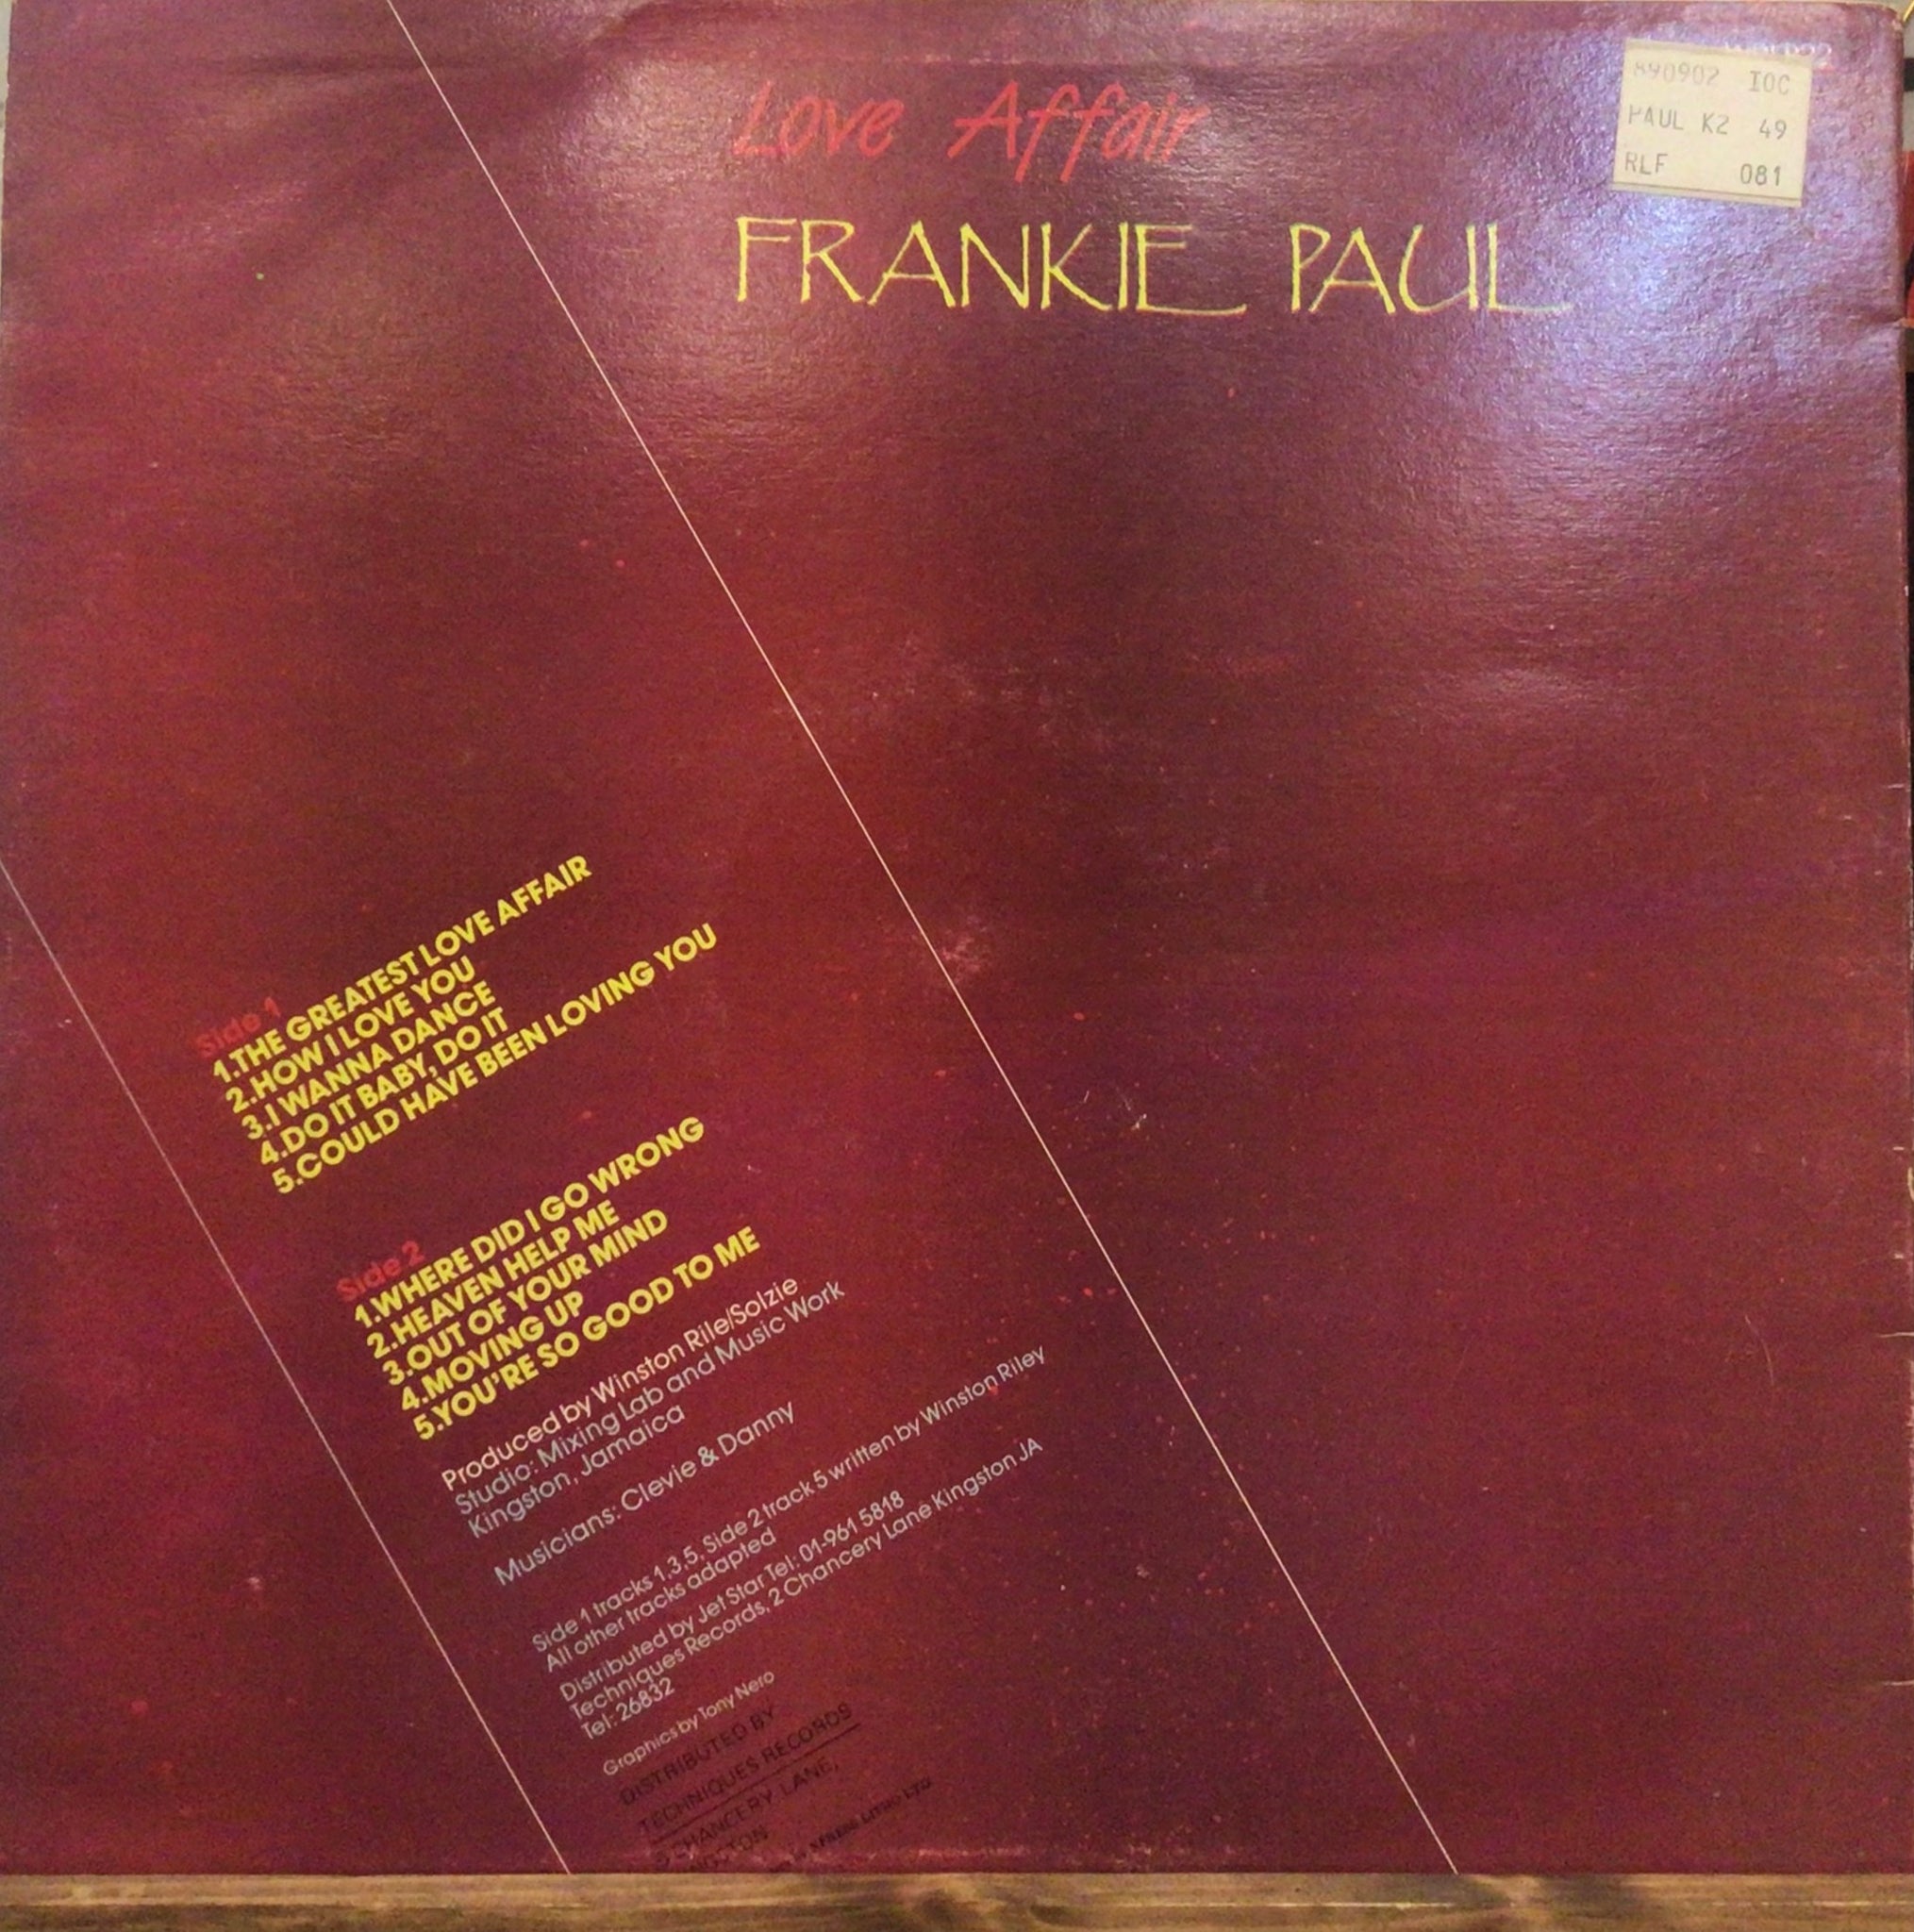 Love Affair
FRANKIE PAUL
890902 IOC
PAUL K2 49
RLF 081
Side 1
1.THE GREATEST LOVE AFFAIR
2.HOW I LOVE YOU
3.I WANNA DANCE
4.DO IT BABY, DO IT
5.COULD HAVE BEEN LOVING YOU
Side 2
1.WHERE DID I GO WRONG
2.HEAVEN HELP ME
3.OUT OF YOUR MIND
4.MOVING UP
5.YOU'RE SO GOOD TO ME
Produced by Winston Rile/Solzie
Studio: Mixing Lab and Music Work
Kingston, Jamaica
Musicians: Clevie & Danny
Side 1 tracks 1,3,5, Side 2 track 5 written by Winston Riley
All other tracks adapted
Distributed by Jet Star Tel: 01-961 5818
Techniques Records, 2 Chancery Lane Kingston JA
Tel: 26832
Graphics by Tony Nero
DISTRIBUTED BY
TECHNIQUES RECORDS
CHANCERY LANE,